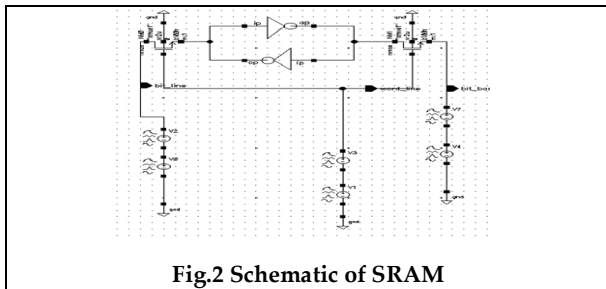 gnd gnd
ip op
op ip
bit_line word_line bit_bar
V2 V3 V7
V0 V1 V4
gnd gnd gnd
Fig.2 Schematic of SRAM